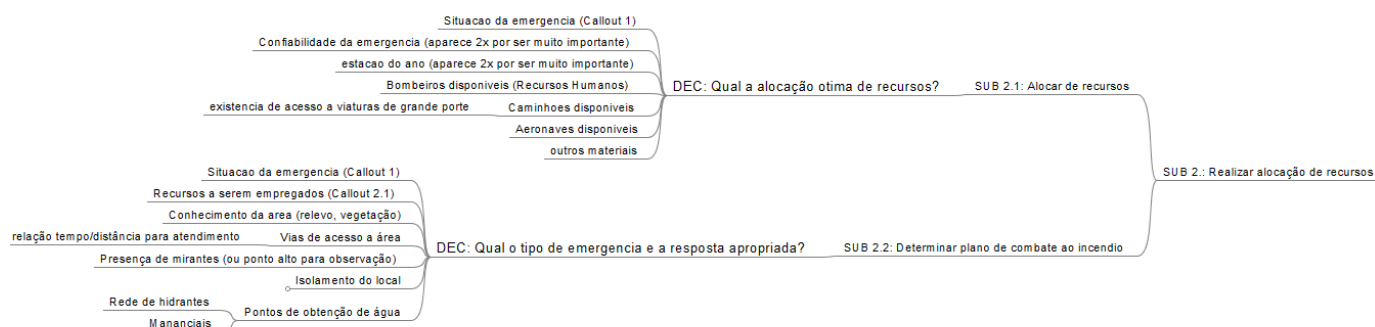 Situacao da emergencia (Callout 1)
Confiabilidade da emergencia (aparece 2x por ser muito importante)
estacao do ano (aparece 2x por ser muito importante)
Bombeiros disponiveis (Recursos Humanos)
existencia de acesso a viaturas de grande porte
Caminhoes disponiveis
Aeronaves disponiveis
outros materiais
DEC: Qual a alocação otima de recursos?
SUB 2.1: Alocar de recursos
Situacao da emergencia (Callout 1)
Recursos a serem empregados (Callout 2.1)
Conhecimento da area (relevo, vegetação)
relação tempo/distância para atendimento
Vias de acesso a área
Presença de mirantes (ou ponto alto para observação)
Isolamento do local
Rede de hidrantes
Mananciais
Pontos de obtenção de água
DEC: Qual o tipo de emergencia e a resposta apropriada?
SUB 2.2: Determinar plano de combate ao incendio
SUB 2.: Realizar alocação de recursos